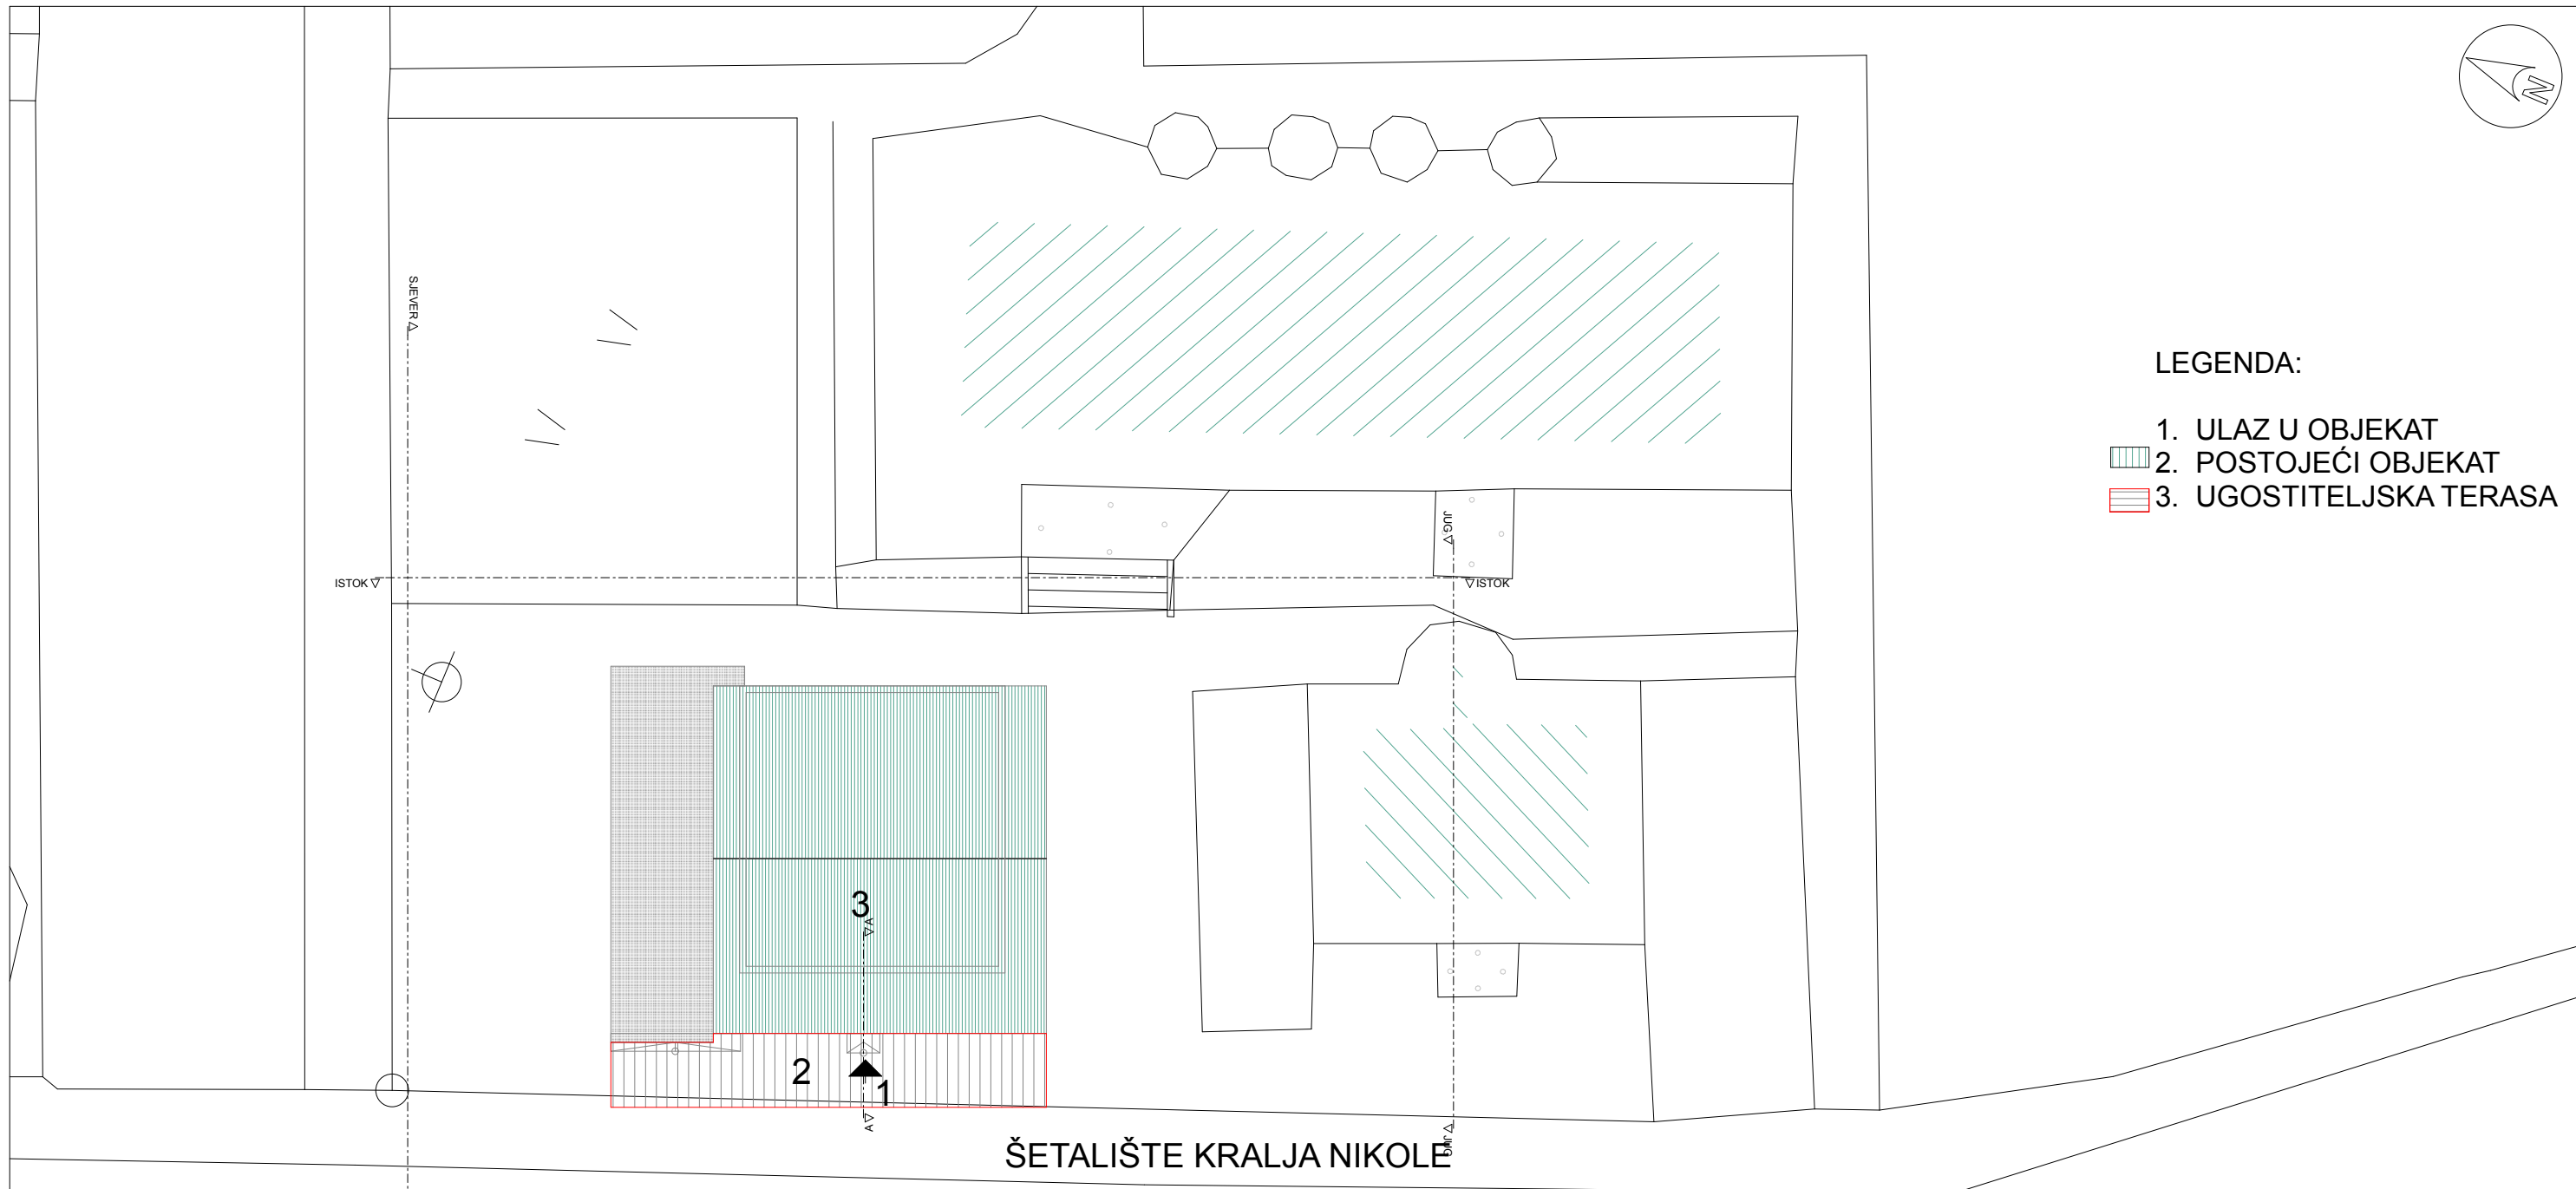 N
SJEVER
LEGENDA:
1. ULAZ U OBJEKAT
2. POSTOJEĆI OBJEKAT
3. UGOSTITELJSKA TERASA
JUG
ISTOK
ISTOK
3
A
2
1
A
JUG
ŠETALIŠTE KRALJA NIKOLE